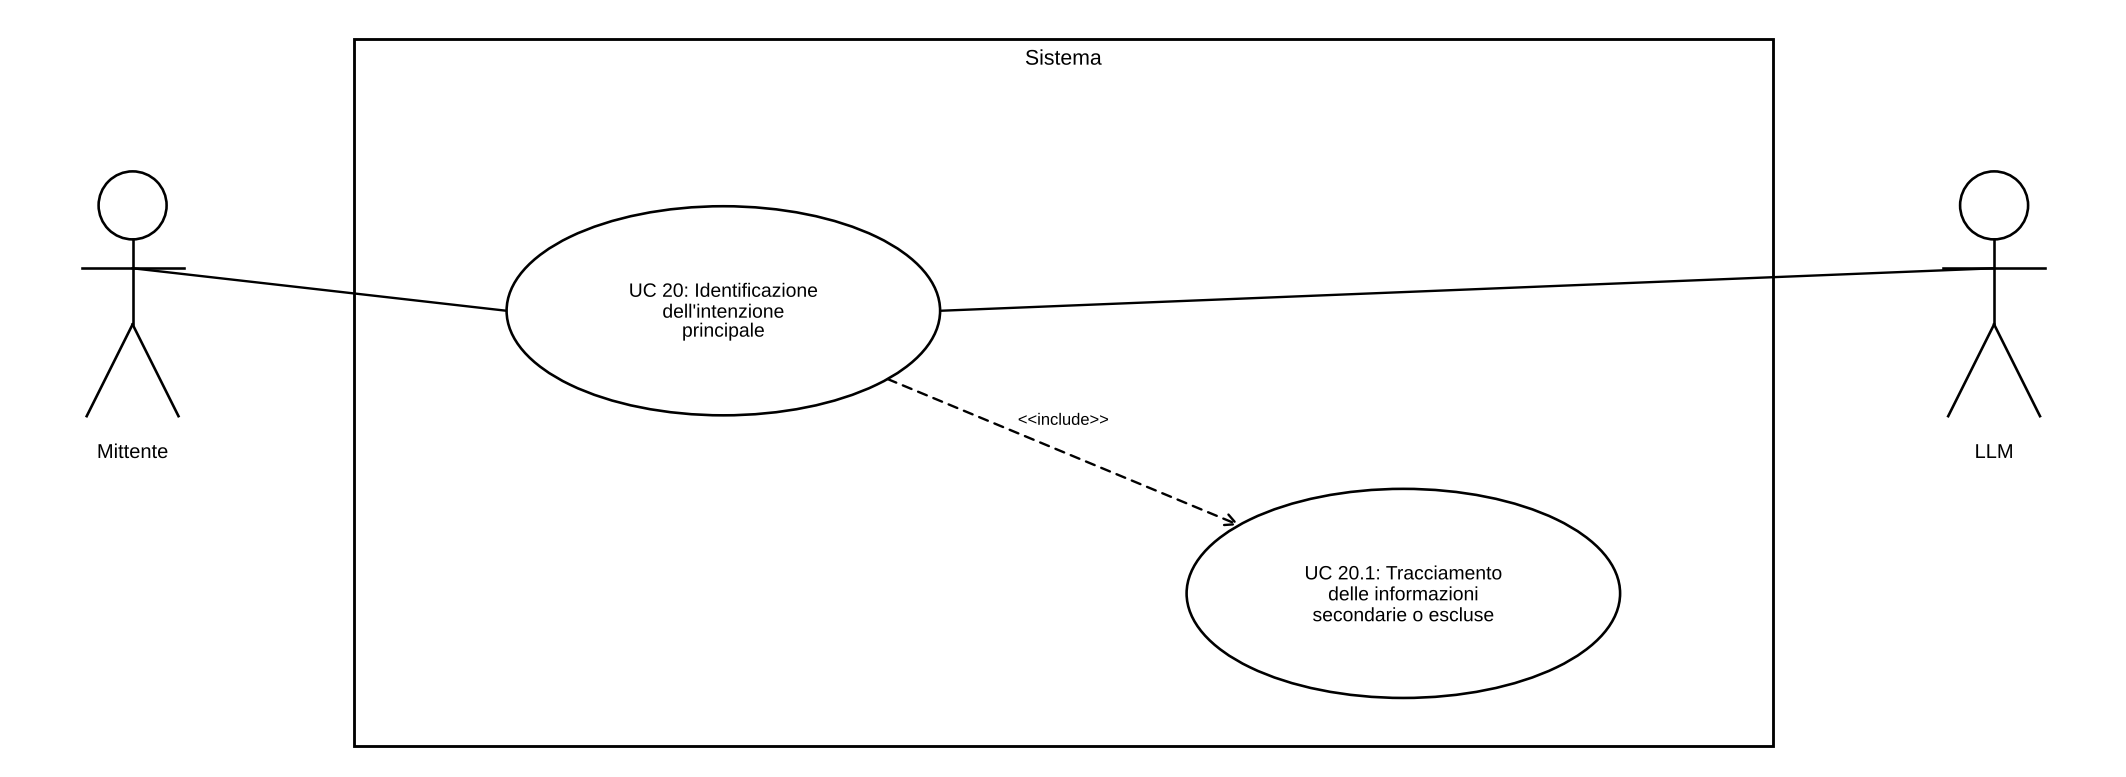 Sistema
UC 20: Identificazione
dell'intenzione
principale
<<include>>
Mittente
LLM
UC 20.1: Tracciamento
delle informazioni
secondarie o escluse